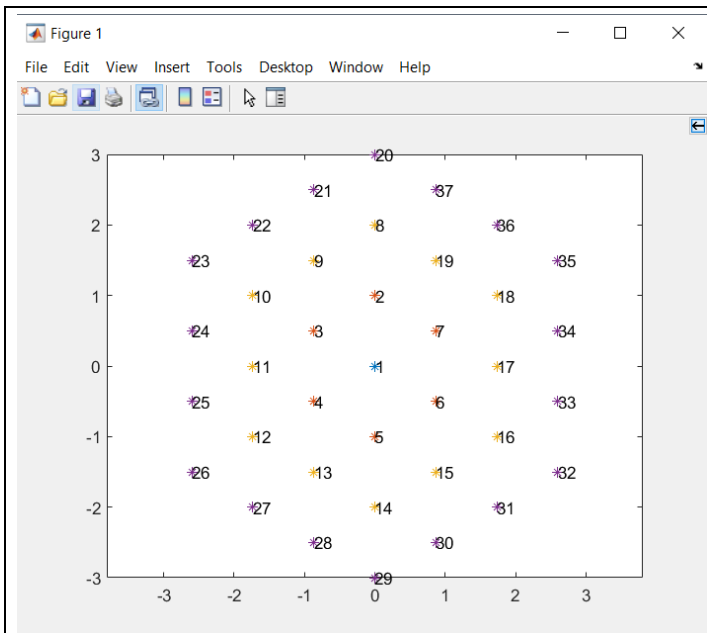 Figure 1
File Edit View Insert Tools Desktop Window Help
3 20
21 37
2 22 8 36
23 9 19 35
1 10 2 18
24 3 7 34
0 11 1 17
25 4 6 33
-1 12 5 16
26 13 15 32
-2 27 14 31
28 30
-3 29
-3 -2 -1 0 1 2 3